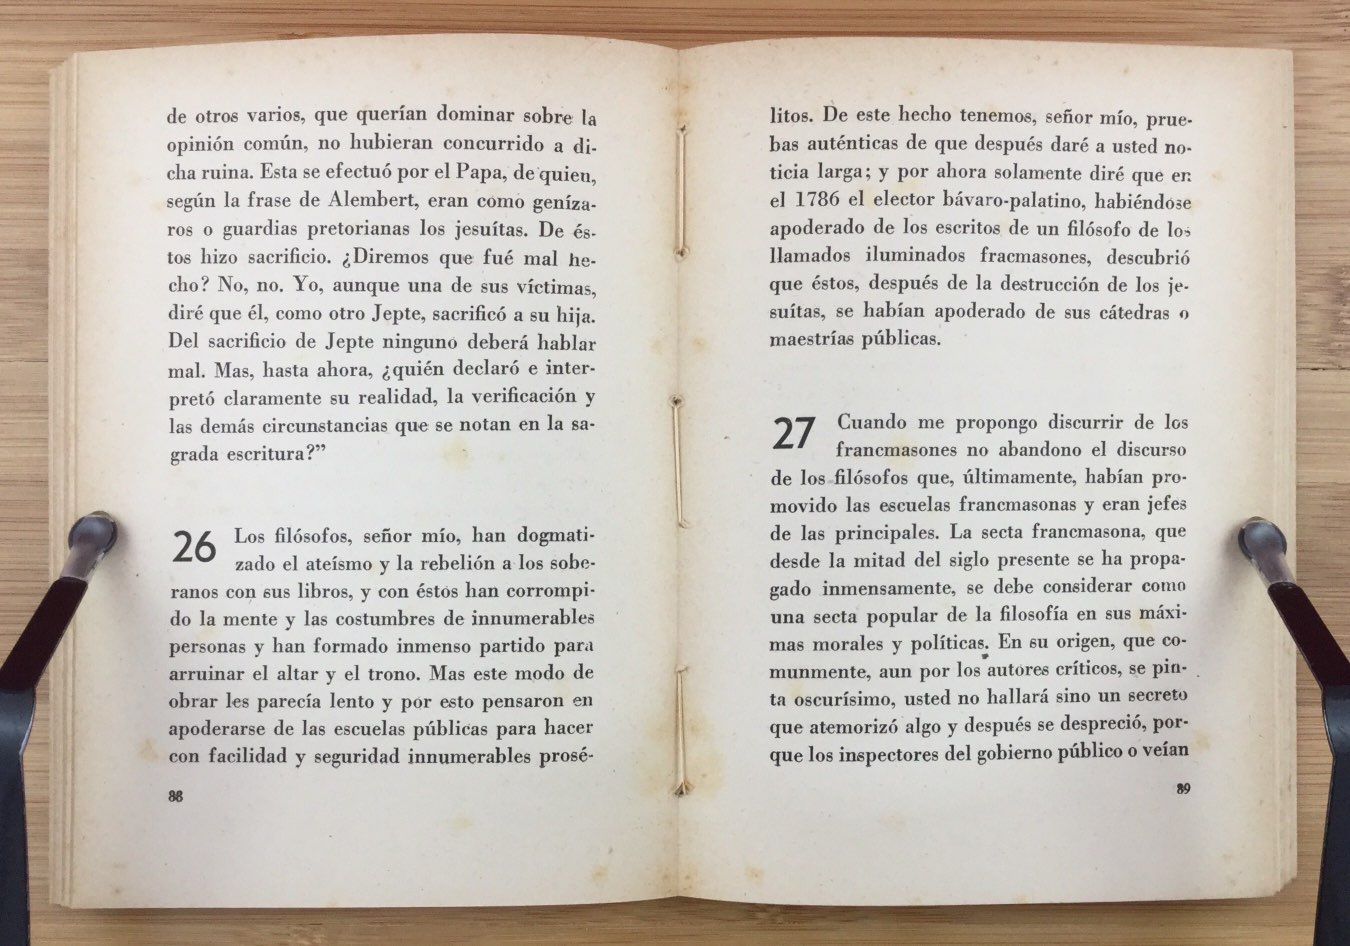 de otros varios, que querían dominar sobre la
opinión común, no hubieran concurrido a di-
cha ruina. Esta se efectuó por el Papa, de quien,
según la frase de Alembert, eran como geníza-
ros o guardias pretorianas los jesuítas. De és-
tos hizo sacrificio. ¿Diremos que fué mal he-
cho? No, no. Yo, aunque una de sus víctimas,
diré que él, como otro Jepte, sacrificó a su hija.
Del sacrificio de Jepte ninguno deberá hablar
mal. Mas, hasta ahora, ¿quién declaró e inter-
pretó claramente su realidad, la verificación y
las demás circunstancias que se notan en la sa-
grada escritura?”
26 Los filósofos, señor mío, han dogmati-
zado el ateísmo y la rebelión a los sobe-
ranos con sus libros, y con éstos han corrompi-
do la mente y las costumbres de innumerables
personas y han formado inmenso partido para
arruinar el altar y el trono. Mas este modo de
obrar les parecía lento y por esto pensaron en
apoderarse de las escuelas públicas para hacer
con facilidad y seguridad innumerables prosé-
88
litos. De este hecho tenemos, señor mío, prue-
bas auténticas de que después daré a usted no-
ticia larga; y por ahora solamente diré que en
el 1786 el elector bávaro-palatino, habiéndose
apoderado de los escritos de un filósofo de los
llamados iluminados fracmasones, descubrió
que éstos, después de la destrucción de los je-
suítas, se habían apoderado de sus cátedras o
maestrías públicas.
27 Cuando me propongo discurrir de los
francmasones no abandono el discurso
de los filósofos que, últimamente, habían pro-
movido las escuelas francmasonas y eran jefes
de las principales. La secta francmasona, que
desde la mitad del siglo presente se ha propa-
gado inmensamente, se debe considerar como
una secta popular de la filosofía en sus máxi-
mas morales y políticas. En su origen, que co-
munmente, aun por los autores críticos, se pin-
ta oscurísimo, usted no hallará sino un secreto
que atemorizó algo y después se despreció, por-
que los inspectores del gobierno público o veían
89